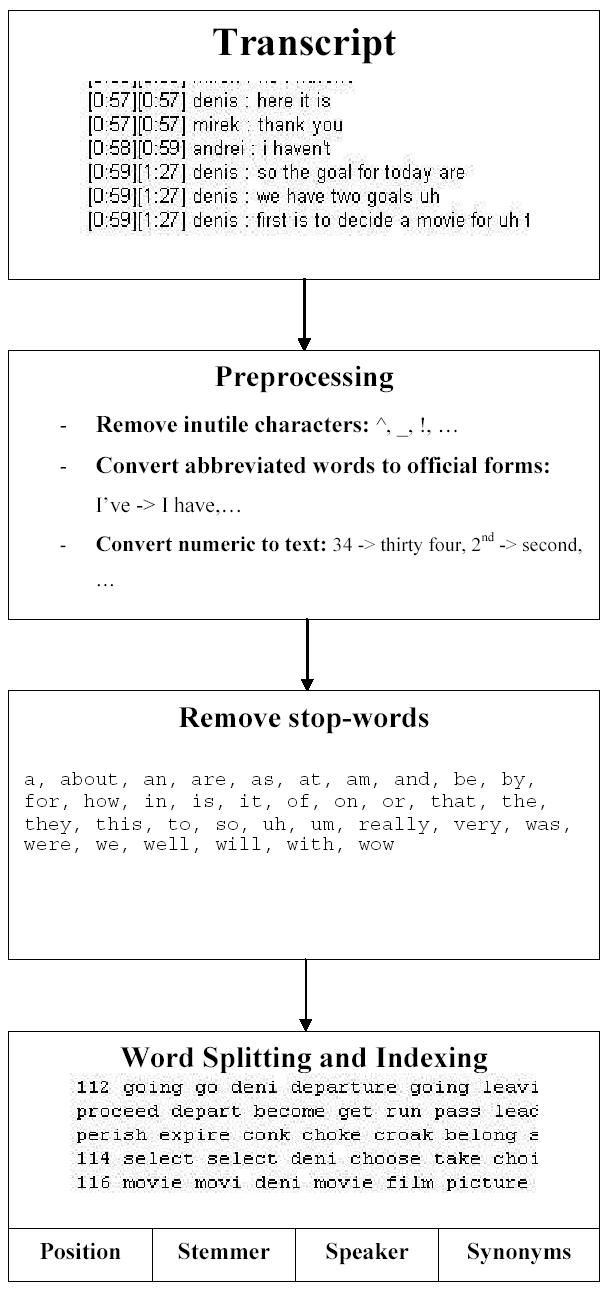 Transcript
[0:57][0:57] denis : here it is
[0:57][0:57] mirek : thank you
[0:58][0:59] andrei : i haven't
[0:59][1:27] denis : so the goal for today are
[0:59][1:27] denis : we have two goals uh
[0:59][1:27] denis : first is to decide a movie for uh t
Preprocessing
- Remove inutile characters: ^, _, !, …
- Convert abbreviated words to official forms:
I’ve -> I have,…
- Convert numeric to text: 34 -> thirty four, 2nd -> second,
…
Remove stop-words
a, about, an, are, as, at, am, and, be, by,
for, how, in, is, it, of, on, or, that, the,
they, this, to, so, uh, um, really, very, was,
were, we, well, will, with, wow
Word Splitting and Indexing
112 going go deni departure going leavi
proceed depart become get run pass lead
perish expire conk choke croak belong
114 select select deni choose take choi
116 movie movi deni movie film picture
Position Stemmer Speaker Synonyms